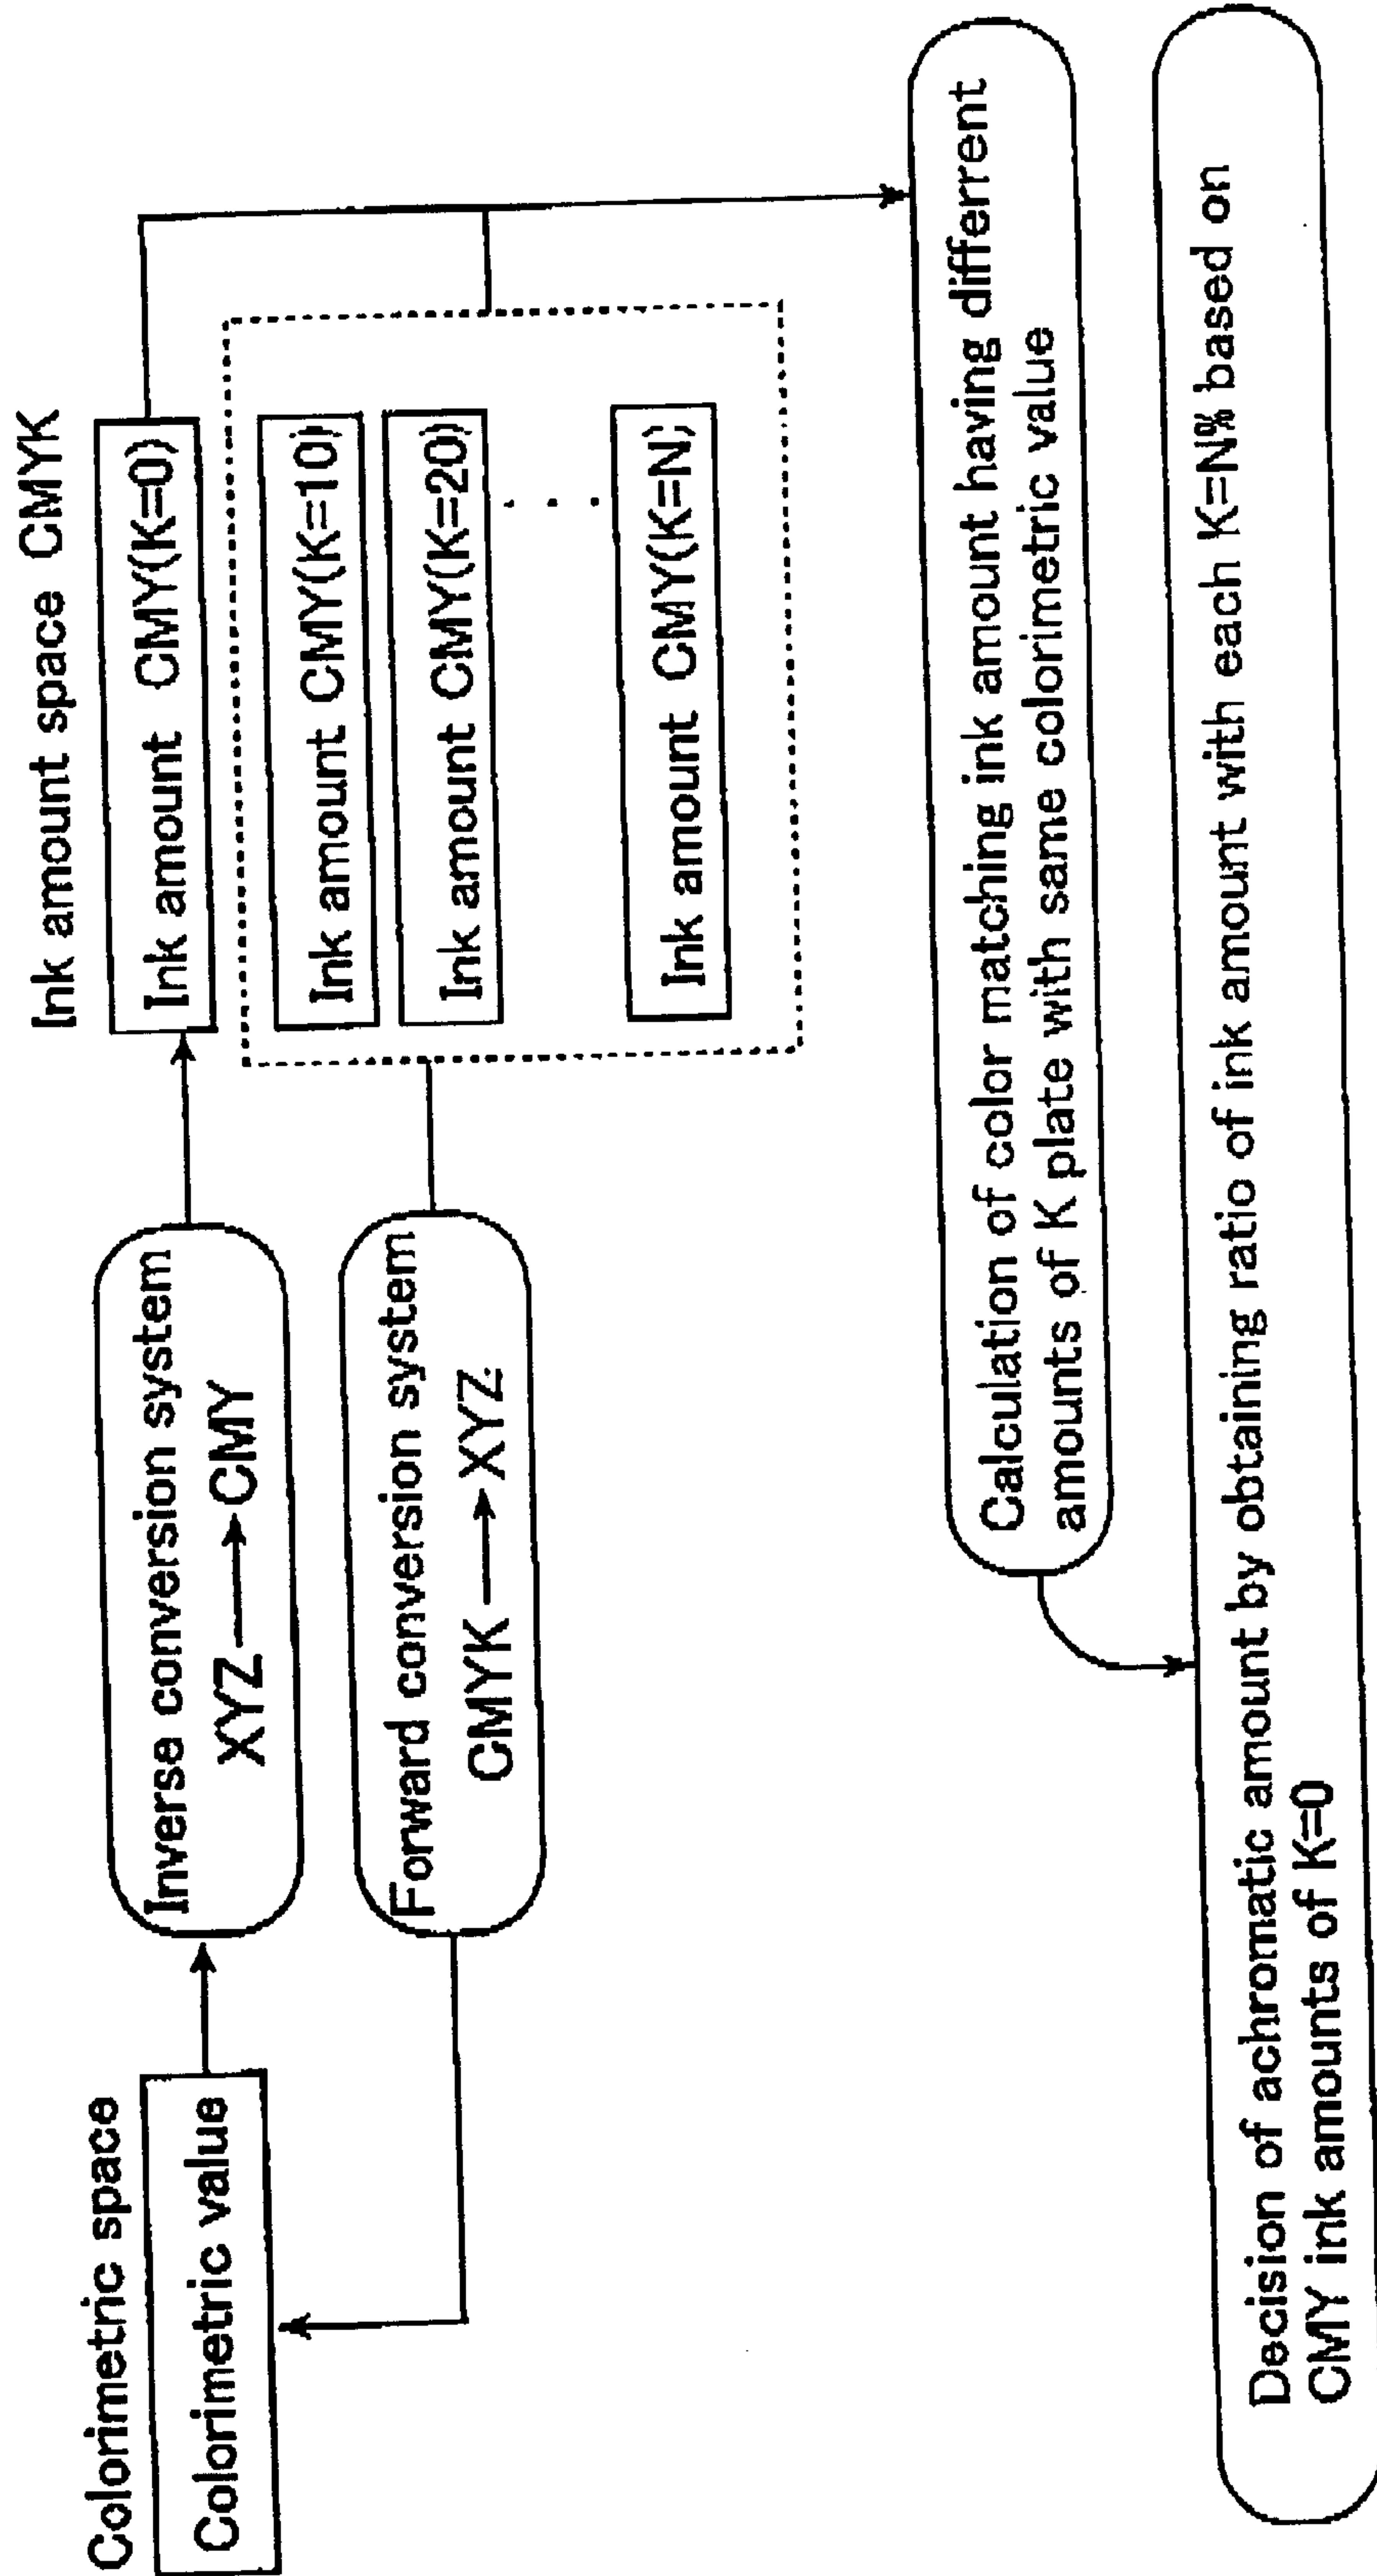 Colorimetric space
Colorimetric value
Inverse conversion system
XYZ → CMY
Forward conversion system
CMYK → XYZ
Ink amount space CMYK
Ink amount CMY(K=0)
Ink amount CMY(K=10)
Ink amount CMY(K=20)
. . .
Ink amount CMY(K=N)
Calculation of color matching ink amount having different
amounts of K plate with same colorimetric value
Decision of achromatic amount by obtaining ratio of ink amount with each K=N% based on
CMY ink amounts of K=0